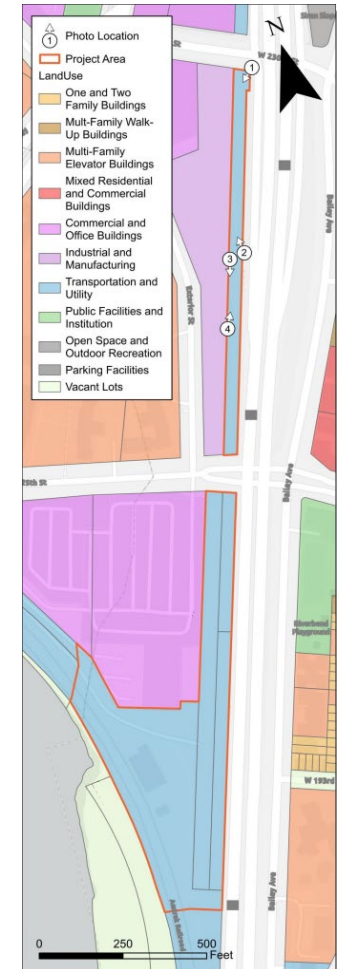 Photo Location
1
Project Area
LandUse
One and Two
Family Buildings
Mult-Family Walk-
Up Buildings
Multi-Family
Elevator Buildings
Mixed Residential
and Commercial
Buildings
Commercial and
Office Buildings
Industrial and
Manufacturing
Transportation and
Utility
Public Facilities and
Institution
Open Space and
Outdoor Recreation
Parking Facilities
Vacant Lots
N
1
Bailey Ave
2
3
Exterior St
4
Bailey Ave
Riverbend
Playground
W 193rd
Bailey Ave
Amtrak Railroad
0 250 500
Feet